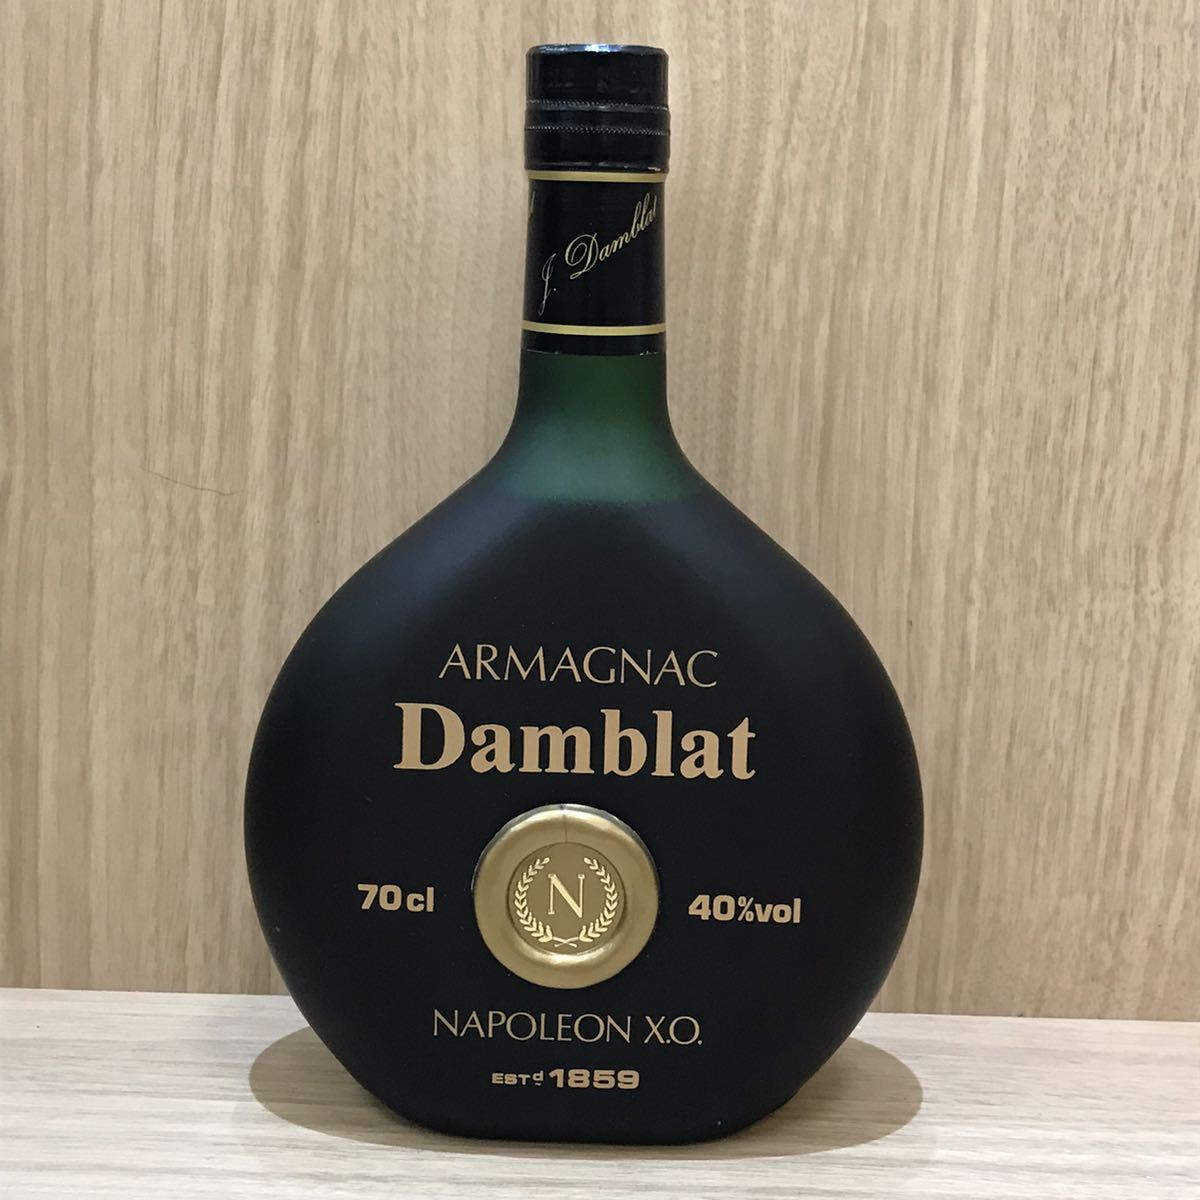 J. Damblat
ARMAGNAC
Damblat
70cl
N
40%vol
NAPOLEON X.O.
ESTd 1859